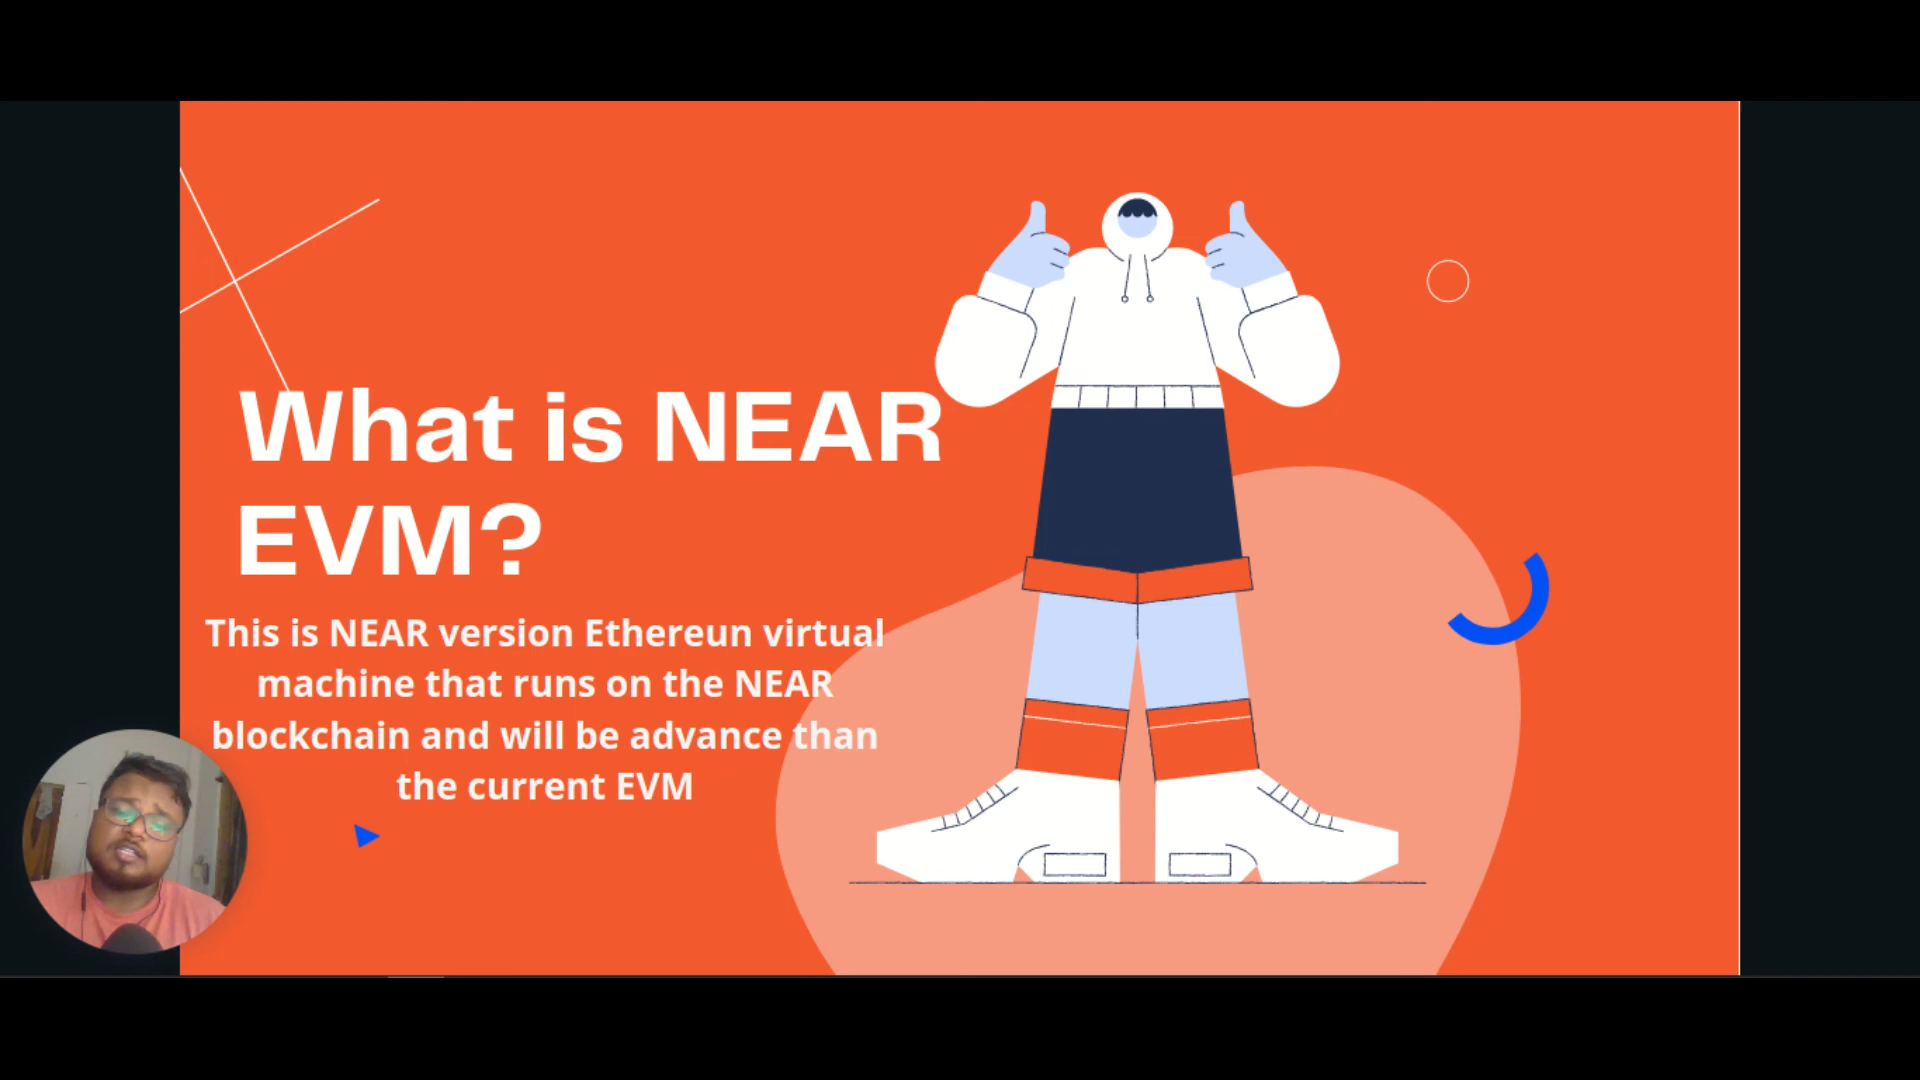 What is NEAR
EVM?
This is NEAR version Ethereun virtual
machine that runs on the NEAR
blockchain and will be advance than
the current EVM